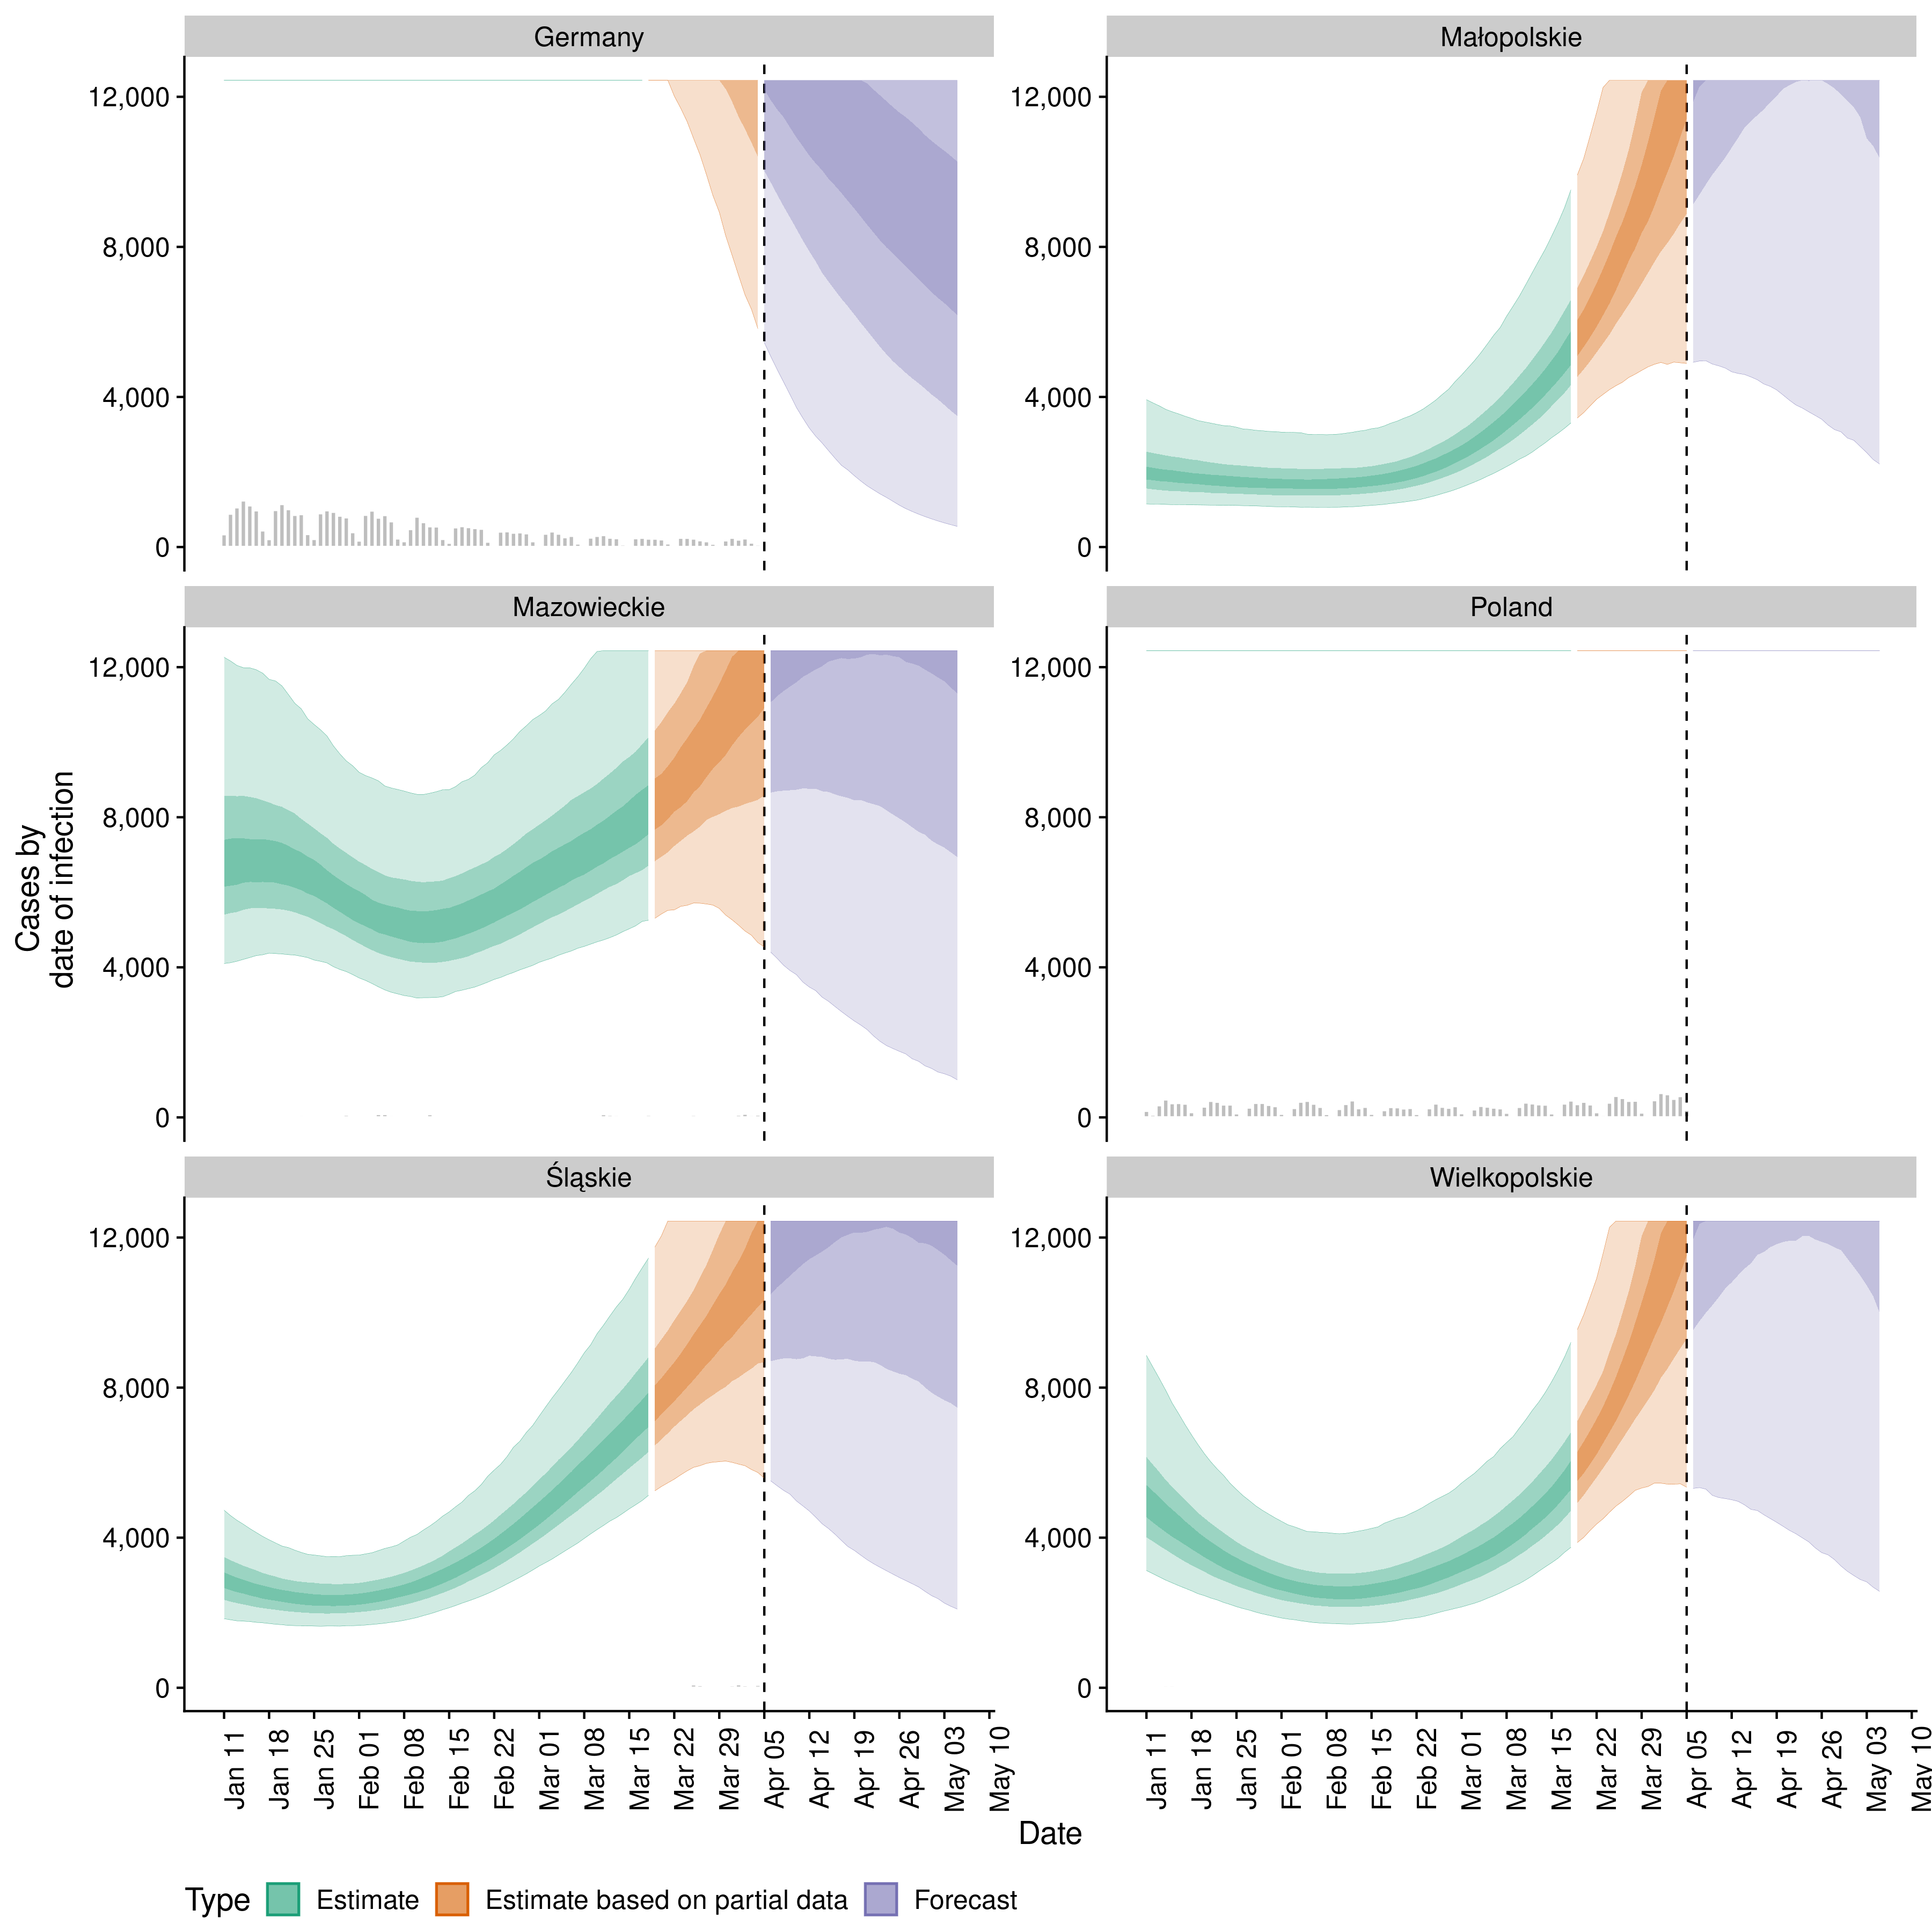 Germany
Małopolskie
12,000
8,000
4,000
0
12,000
8,000
4,000
0
Mazowieckie
Poland
12,000
8,000
4,000
0
12,000
8,000
4,000
0
Cases by
date of infection
Śląskie
Wielkopolskie
12,000
8,000
4,000
0
12,000
8,000
4,000
0
Jan 11
Jan 18
Jan 25
Feb 01
Feb 08
Feb 15
Feb 22
Mar 01
Mar 08
Mar 15
Mar 22
Mar 29
Apr 05
Apr 12
Apr 19
Apr 26
May 03
May 10
Jan 11
Jan 18
Jan 25
Feb 01
Feb 08
Feb 15
Feb 22
Mar 01
Mar 08
Mar 15
Mar 22
Mar 29
Apr 05
Apr 12
Apr 19
Apr 26
May 03
May 10
Date
Type Estimate Estimate based on partial data Forecast